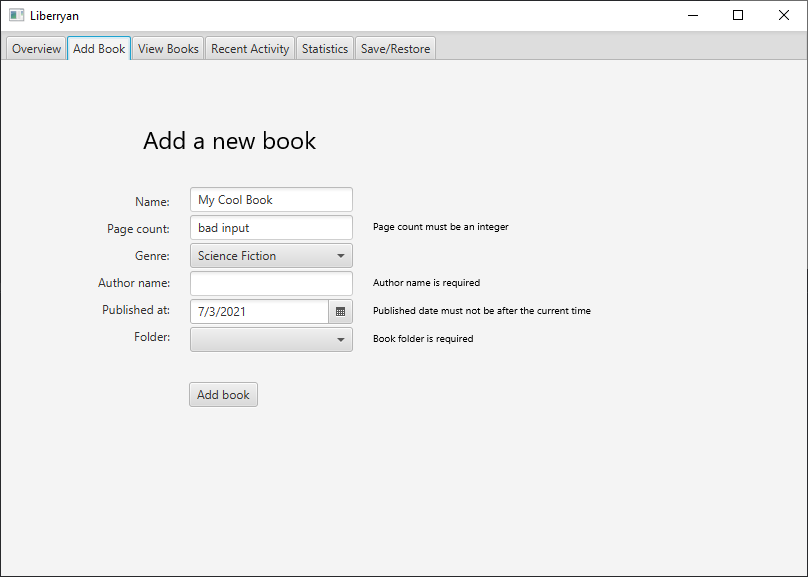 Liberryan
Overview Add Book View Books Recent Activity Statistics Save/Restore
Add a new book
Name: My Cool Book
Page count: bad input Page count must be an integer
Genre: Science Fiction
Author name: Author name is required
Published at: 7/3/2021 Published date must not be after the current time
Folder: Book folder is required
Add book